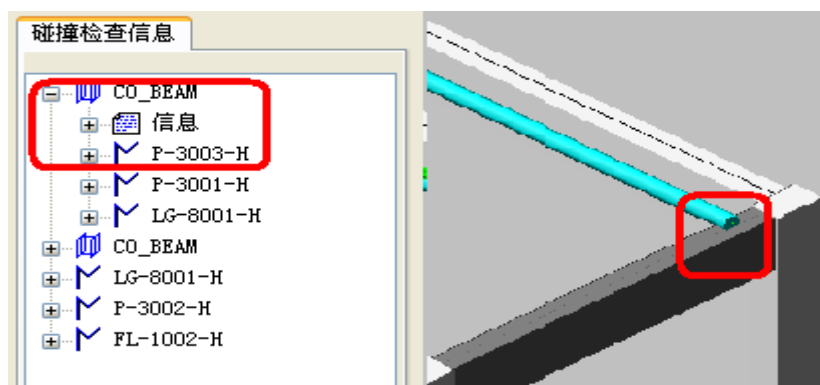 碰撞检查信息
CO_BEAM
信息
P-3003-H
P-3001-H
LG-8001-H
CO_BEAM
LG-8001-H
P-3002-H
FL-1002-H